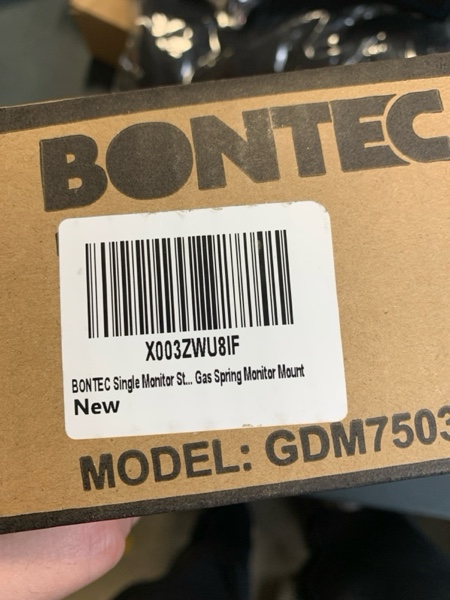 BONTEC
X003ZWU8IF
BONTEC Single Monitor St... Gas Spring Monitor Mount
New
MODEL: GDM7503